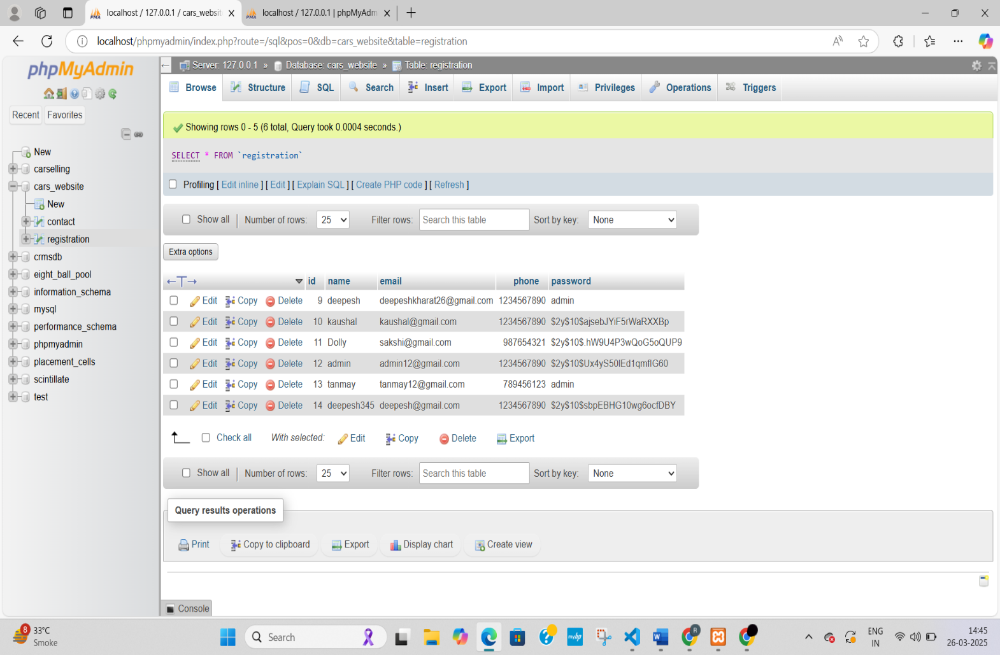 localhost / 127.0.0.1 / cars_websit
localhost / 127.0.0.1 | phpMyAdm
localhost/phpmyadmin/index.php?route=/sql&pos=0&db=cars_website&table=registration
phpMyAdmin
Recent Favorites
New
carselling
cars_website
New
contact
registration
crmsdb
eight_ball_pool
information_schema
mysql
performance_schema
phpmyadmin
placement_cells
scintillate
test
Server: 127.0.0.1 » Database: cars_website » Table: registration
Browse Structure SQL Search Insert Export Import Privileges Operations Triggers
Showing rows 0 - 5 (6 total, Query took 0.0004 seconds.)
SELECT * FROM `registration`
Profiling [ Edit inline ] [ Edit ] [ Explain SQL ] [ Create PHP code ] [ Refresh ]
Show all | Number of rows: 25 Filter rows: Search this table Sort by key: None
Extra options
id name email phone password
Edit Copy Delete 9 deepesh deepeshkharat26@gmail.com 1234567890 admin
Edit Copy Delete 10 kaushal kaushal@gmail.com 1234567890 $2y$10$ajsebJYiF5rWaRXXBp
Edit Copy Delete 11 Dolly sakshi@gmail.com 987654321 $2y$10$.hW9U4P3wQoG5oQUP9
Edit Copy Delete 12 admin admin12@gmail.com 1234567890 $2y$10$Ux4yS50lEd1qmflG60
Edit Copy Delete 13 tanmay tanmay12@gmail.com 789456123 admin
Edit Copy Delete 14 deepesh345 deepesh@gmail.com 1234567890 $2y$10$sbpEBHG10wg6ocfDBY
Check all With selected: Edit Copy Delete Export
Show all | Number of rows: 25 Filter rows: Search this table Sort by key: None
Query results operations
Print Copy to clipboard Export Display chart Create view
Console
8
33°C
Smoke
Search
myhp
R
ENG
IN
14:45
26-03-2025